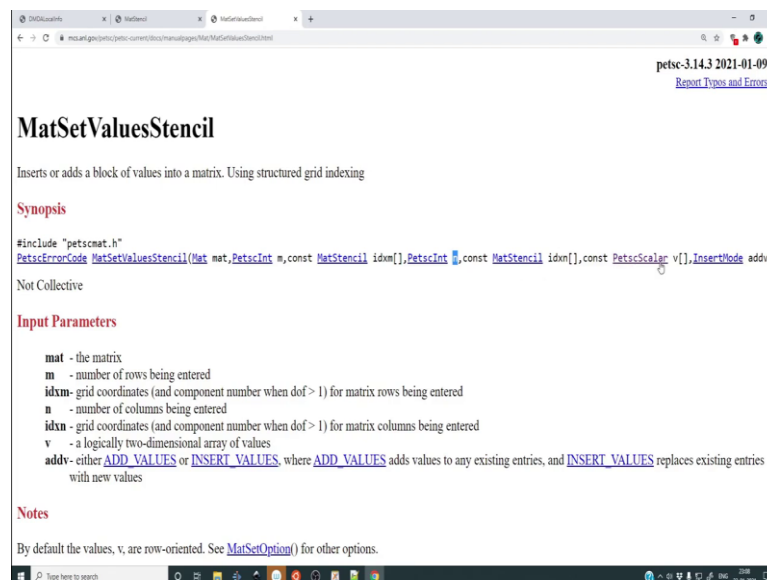 DMDALocalInfo
MatStencil
MatSetValuesStencil
mcs.anl.gov/petsc/petsc-current/docs/manualpages/Mat/MatSetValuesStencil.html
petsc-3.14.3 2021-01-09
Report Typos and Errors
MatSetValuesStencil
Inserts or adds a block of values into a matrix. Using structured grid indexing
Synopsis
#include "petscmat.h"
PetscErrorCode MatSetValuesStencil(Mat mat,PetscInt m,const MatStencil idxm[],PetscInt n,const MatStencil idxn[],const PetscScalar v[],InsertMode addv
Not Collective
Input Parameters
mat - the matrix
m - number of rows being entered
idxm- grid coordinates (and component number when dof > 1) for matrix rows being entered
n - number of columns being entered
idxn - grid coordinates (and component number when dof > 1) for matrix columns being entered
v - a logically two-dimensional array of values
addv- either ADD_VALUES or INSERT_VALUES, where ADD_VALUES adds values to any existing entries, and INSERT_VALUES replaces existing entries
with new values
Notes
By default the values, v, are row-oriented. See MatSetOption() for other options.
Type here to search
ENG
23:08